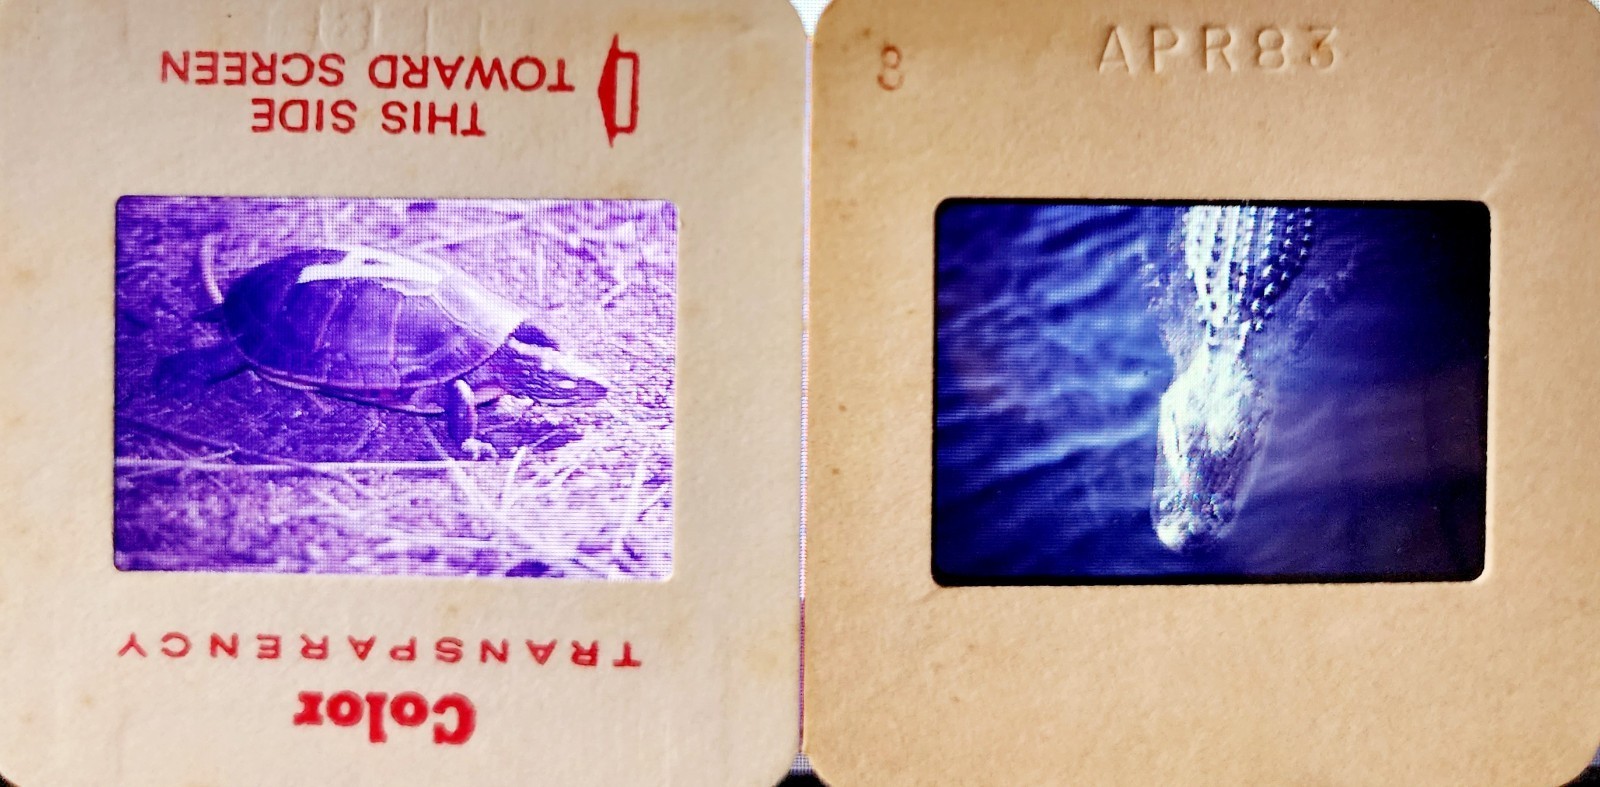 Color
TRANSPARENCY
THIS SIDE
TOWARD SCREEN
8
APR83